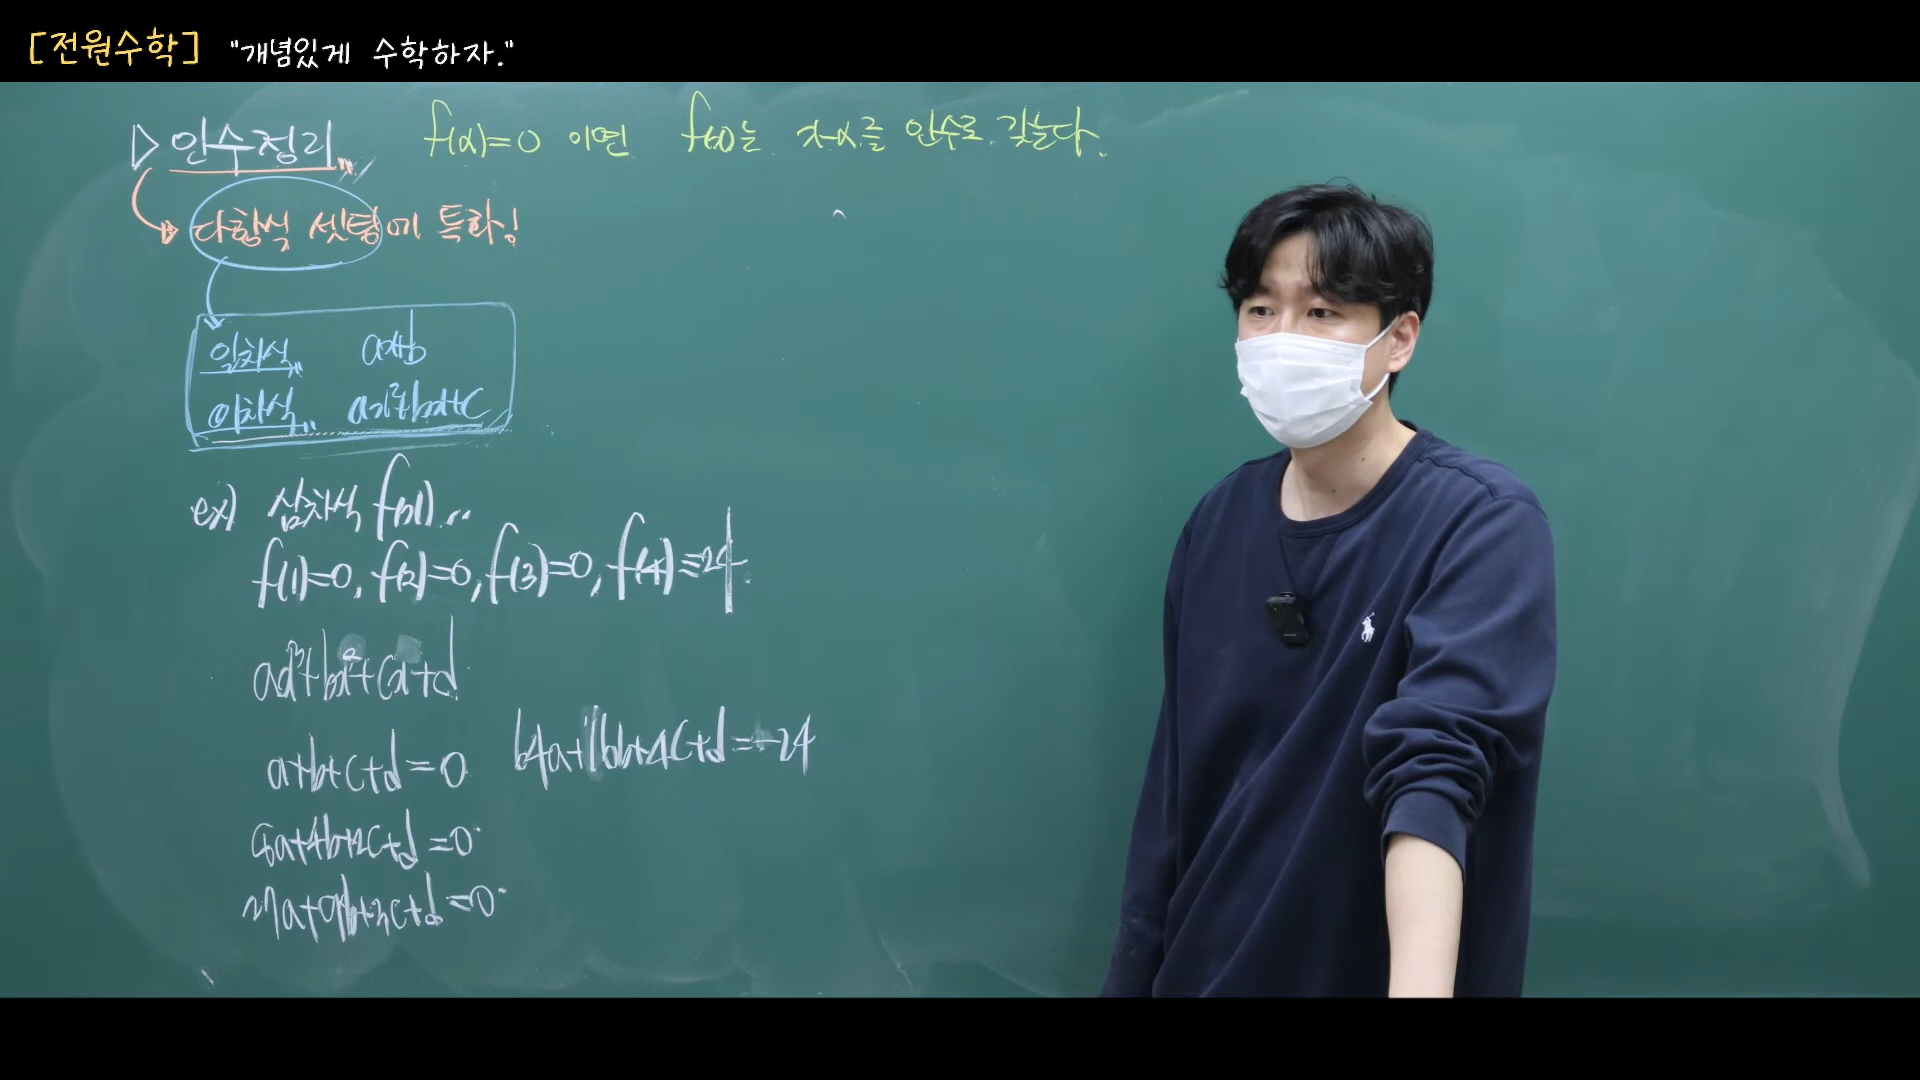 [전원수학] "개념있게 수학하자."
▷ 인수정리 f(α)=0 이면 f(x)는 x-α를 인수로 갖는다.
다항식 셋팅에 특화!
일차식 ax+b
이차식 ax²+bx+c
ex) 삼차식 f(x)..
f(1)=0, f(2)=0, f(3)=0, f(4)=24
ax³+bx²+cx+d
a+b+c+d=0 64a+16b+4c+d=24
8a+4b+2c+d=0
27a+9b+3c+d=0